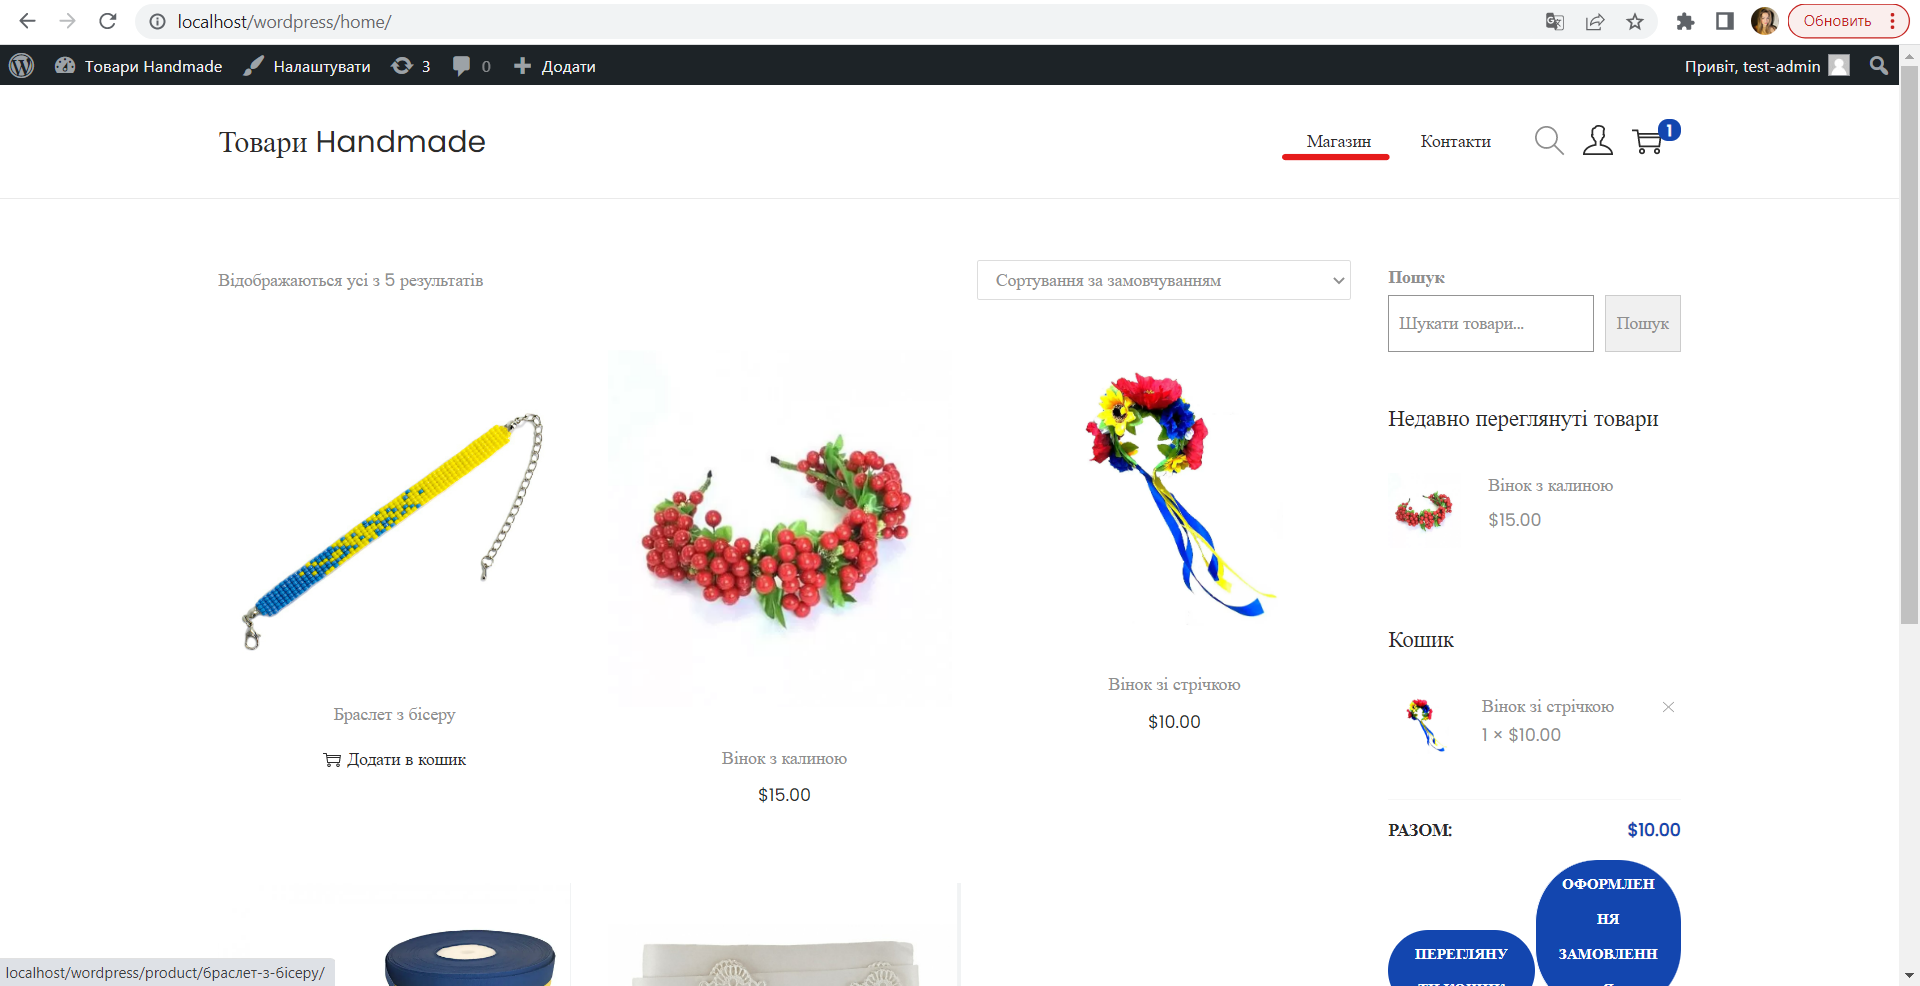 localhost/wordpress/home/
Обновить
Товари Handmade
Налаштувати
3
0
Додати
Привіт, test-admin
Товари Handmade
Магазин
Контакти
1
Відображаються усі з 5 результатів
Сортування за замовчуванням
Пошук
Шукати товари...
Пошук
Недавно переглянуті товари
Вінок з калиною
$15.00
Браслет з бісеру
Додати в кошик
Вінок з калиною
$15.00
Вінок зі стрічкою
$10.00
Кошик
Вінок зі стрічкою
1 × $10.00
РАЗОМ:
$10.00
ПЕРЕГЛЯНУ
ТИ КОШИК
ОФОРМЛЕН
НЯ
ЗАМОВЛЕНН
Я
localhost/wordpress/product/браслет-з-бісеру/